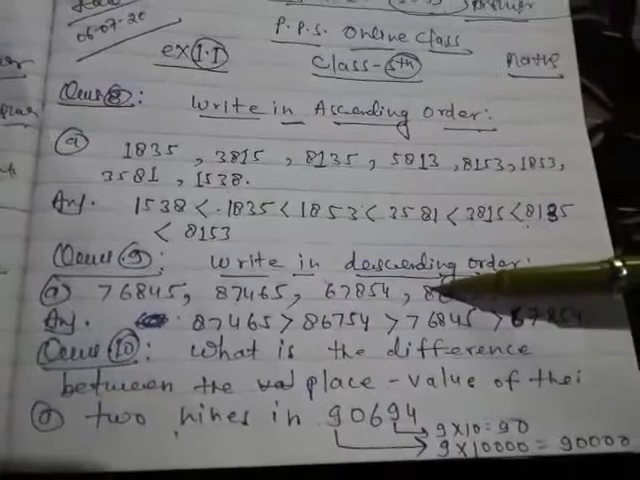 06-07-20
P.P.S. Online Class
ex 1.1
Class - 6th
Maths
Ques 8: Write in Ascending Order:
(a) 1835, 3815, 8135, 5813, 8153, 1853,
3581, 1538.
Ans. 1538 < 1835 < 1853 < 3581 < 3815 < 8135
< 8153
Ques 9: Write in descending order:
(a) 76845, 87465, 67854,
Ans. 87465 > 86754 > 76845 > 67854
Ques 10: What is the difference
between the place-value of
(a) two nines in 90694
9x10=90
9x10000 = 90000